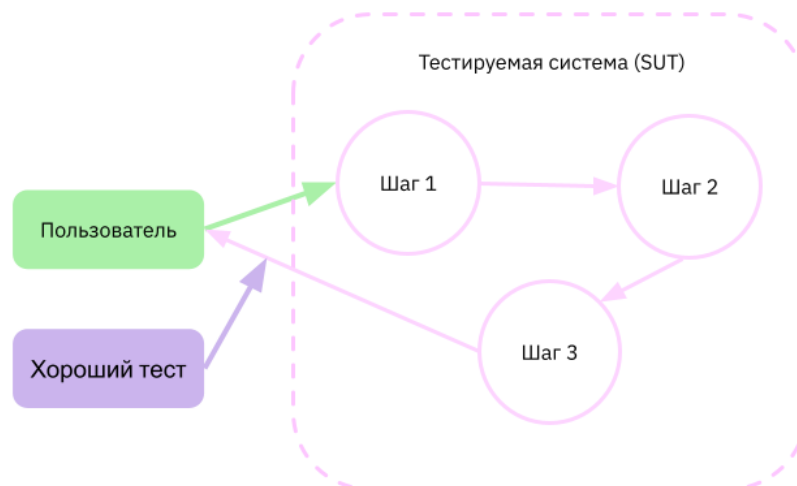 Тестируемая система (SUT)
Шаг 1
Шаг 2
Пользователь
Шаг 3
Хороший тест